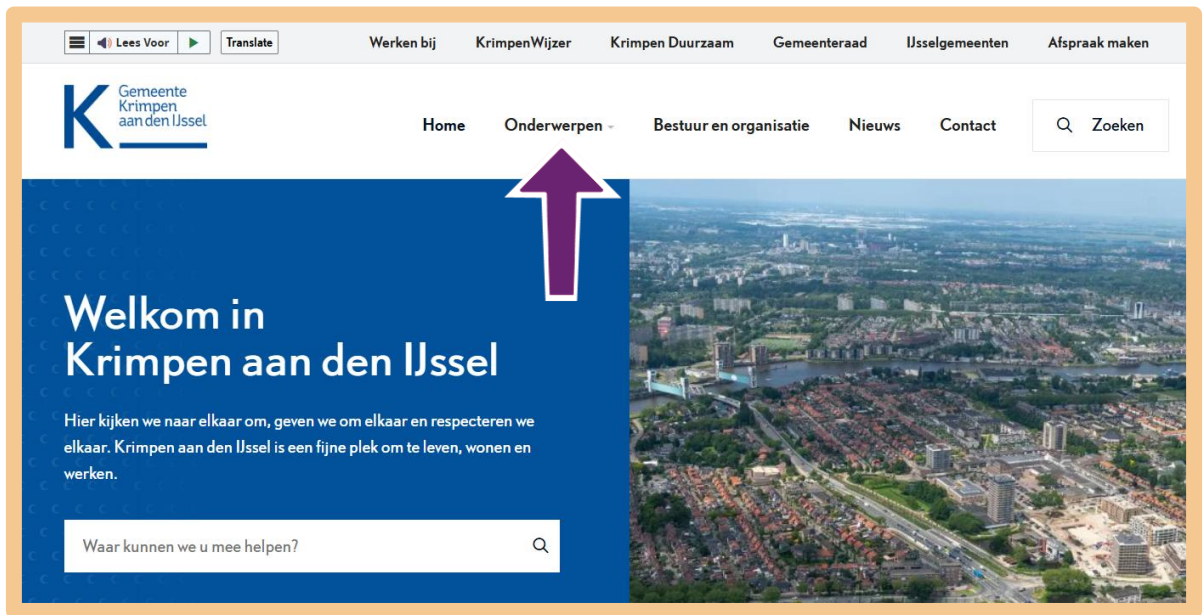 Lees Voor Translate Werken bij KrimpenWijzer Krimpen Duurzaam Gemeenteraad IJsselgemeenten Afspraak maken
Gemeente
Krimpen
aan den IJssel
Home Onderwerpen Bestuur en organisatie Nieuws Contact Zoeken
Welkom in
Krimpen aan den IJssel
Hier kijken we naar elkaar om, geven we om elkaar en respecteren we
elkaar. Krimpen aan den IJssel is een fijne plek om te leven, wonen en
werken.
Waar kunnen we u mee helpen?